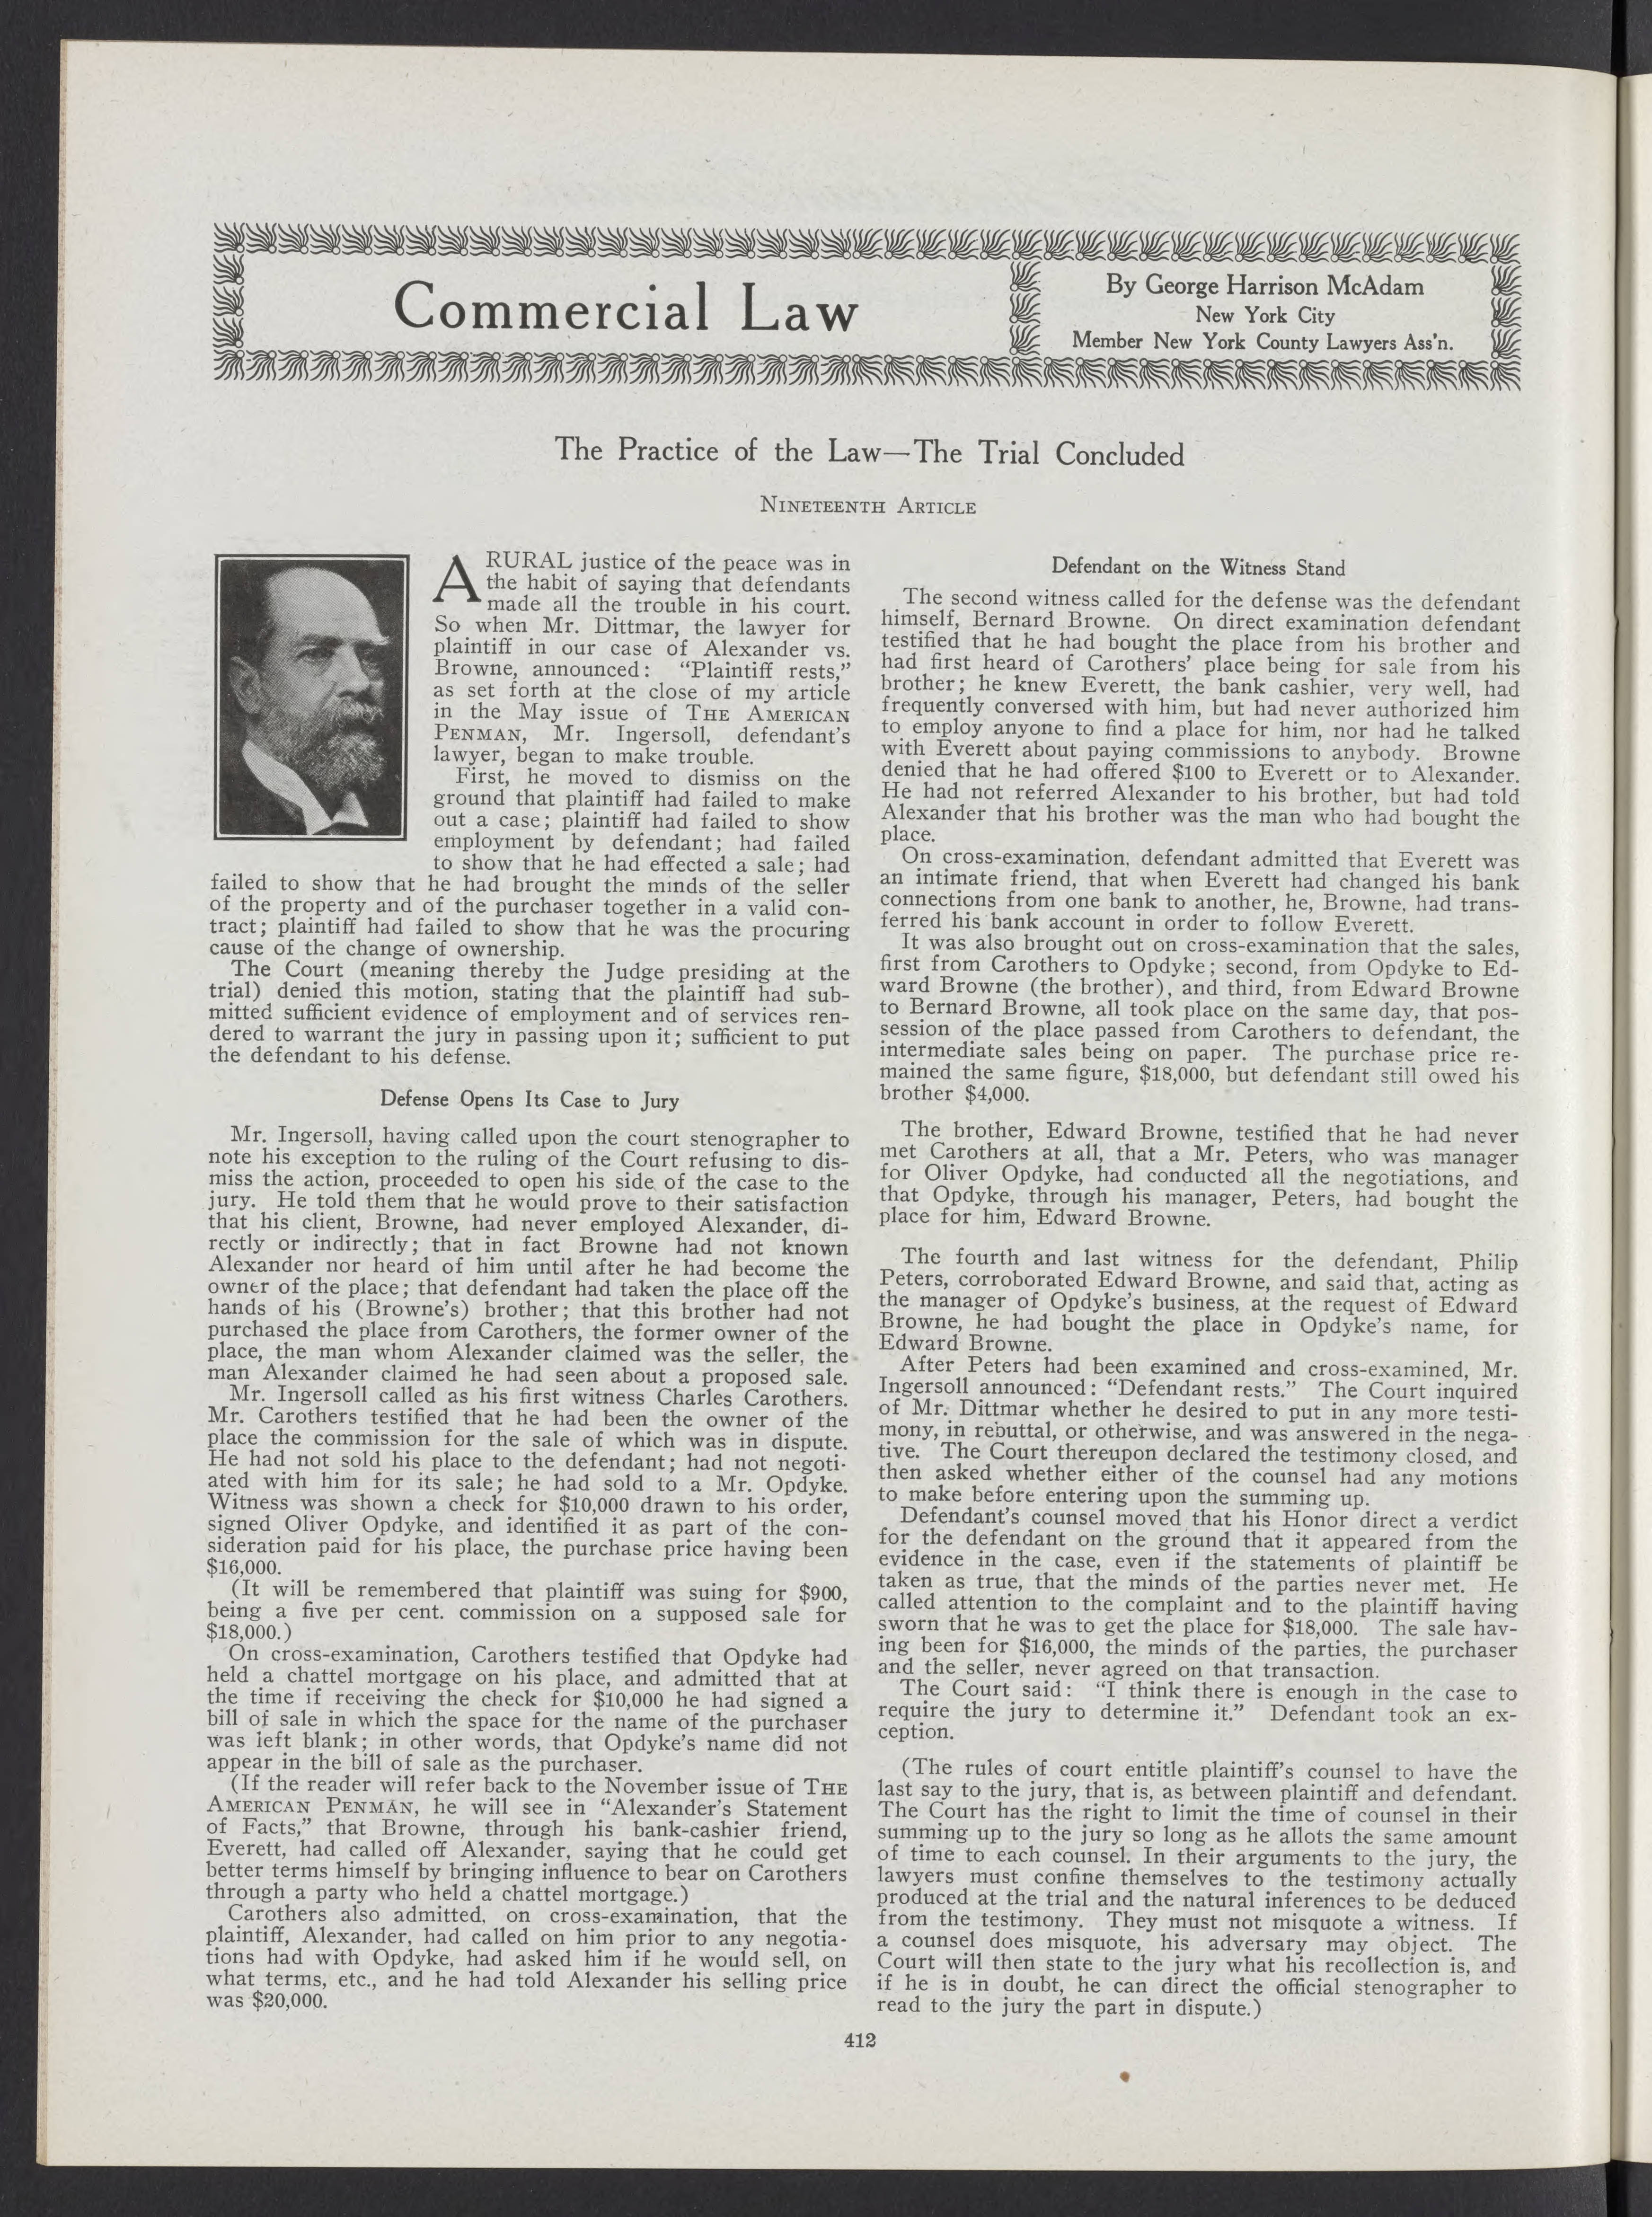 Commercial Law
By George Harrison McAdam
New York City
Member New York County Lawyers Ass'n.
The Practice of the Law—The Trial Concluded
NINETEENTH ARTICLE
A RURAL justice of the peace was in
the habit of saying that defendants
made all the trouble in his court.
So when Mr. Dittmar, the lawyer for
plaintiff in our case of Alexander vs.
Browne, announced: "Plaintiff rests,"
as set forth at the close of my article
in the May issue of THE AMERICAN
PENMAN, Mr. Ingersoll, defendant's
lawyer, began to make trouble.
First, he moved to dismiss on the
ground that plaintiff had failed to make
out a case; plaintiff had failed to show
employment by defendant; had failed
to show that he had effected a sale; had
failed to show that he had brought the minds of the seller
of the property and of the purchaser together in a valid con-
tract; plaintiff had failed to show that he was the procuring
cause of the change of ownership.
The Court (meaning thereby the Judge presiding at the
trial) denied this motion, stating that the plaintiff had sub-
mitted sufficient evidence of employment and of services ren-
dered to warrant the jury in passing upon it; sufficient to put
the defendant to his defense.
Defense Opens Its Case to Jury
Mr. Ingersoll, having called upon the court stenographer to
note his exception to the ruling of the Court refusing to dis-
miss the action, proceeded to open his side of the case to the
jury. He told them that he would prove to their satisfaction
that his client, Browne, had never employed Alexander, di-
rectly or indirectly; that in fact Browne had not known
Alexander nor heard of him until after he had become the
owner of the place; that defendant had taken the place off the
hands of his (Browne's) brother; that this brother had not
purchased the place from Carothers, the former owner of the
place, the man whom Alexander claimed was the seller, the
man Alexander claimed he had seen about a proposed sale.
Mr. Ingersoll called as his first witness Charles Carothers.
Mr. Carothers testified that he had been the owner of the
place the commission for the sale of which was in dispute.
He had not sold his place to the defendant; had not negoti-
ated with him for its sale; he had sold to a Mr. Opdyke.
Witness was shown a check for $10,000 drawn to his order,
signed Oliver Opdyke, and identified it as part of the con-
sideration paid for his place, the purchase price having been
$16,000.
(It will be remembered that plaintiff was suing for $900,
being a five per cent. commission on a supposed sale for
$18,000.)
On cross-examination, Carothers testified that Opdyke had
held a chattel mortgage on his place, and admitted that at
the time if receiving the check for $10,000 he had signed a
bill of sale in which the space for the name of the purchaser
was left blank; in other words, that Opdyke's name did not
appear in the bill of sale as the purchaser.
(If the reader will refer back to the November issue of THE
AMERICAN PENMAN, he will see in "Alexander's Statement
of Facts," that Browne, through his bank-cashier friend,
Everett, had called off Alexander, saying that he could get
better terms himself by bringing influence to bear on Carothers
through a party who held a chattel mortgage.)
Carothers also admitted, on cross-examination, that the
plaintiff, Alexander, had called on him prior to any negotia-
tions had with Opdyke, had asked him if he would sell, on
what terms, etc., and he had told Alexander his selling price
was $20,000.
Defendant on the Witness Stand
The second witness called for the defense was the defendant
himself, Bernard Browne. On direct examination defendant
testified that he had bought the place from his brother and
had first heard of Carothers' place being for sale from his
brother; he knew Everett, the bank cashier, very well, had
frequently conversed with him, but had never authorized him
to employ anyone to find a place for him, nor had he talked
with Everett about paying commissions to anybody. Browne
denied that he had offered $100 to Everett or to Alexander.
He had not referred Alexander to his brother, but had told
Alexander that his brother was the man who had bought the
place.
On cross-examination, defendant admitted that Everett was
an intimate friend, that when Everett had changed his bank
connections from one bank to another, he, Browne, had trans-
ferred his bank account in order to follow Everett.
It was also brought out on cross-examination that the sales,
first from Carothers to Opdyke; second, from Opdyke to Ed-
ward Browne (the brother), and third, from Edward Browne
to Bernard Browne, all took place on the same day, that pos-
session of the place passed from Carothers to defendant, the
intermediate sales being on paper. The purchase price re-
mained the same figure, $18,000, but defendant still owed his
brother $4,000.
The brother, Edward Browne, testified that he had never
met Carothers at all, that a Mr. Peters, who was manager
for Oliver Opdyke, had conducted all the negotiations, and
that Opdyke, through his manager, Peters, had bought the
place for him, Edward Browne.
The fourth and last witness for the defendant, Philip
Peters, corroborated Edward Browne, and said that, acting as
the manager of Opdyke's business, at the request of Edward
Browne, he had bought the place in Opdyke's name, for
Edward Browne.
After Peters had been examined and cross-examined, Mr.
Ingersoll announced: "Defendant rests." The Court inquired
of Mr. Dittmar whether he desired to put in any more testi-
mony, in rebuttal, or otherwise, and was answered in the nega-
tive. The Court thereupon declared the testimony closed, and
then asked whether either of the counsel had any motions
to make before entering upon the summing up.
Defendant's counsel moved that his Honor direct a verdict
for the defendant on the ground that it appeared from the
evidence in the case, even if the statements of plaintiff be
taken as true, that the minds of the parties never met. He
called attention to the complaint and to the plaintiff having
sworn that he was to get the place for $18,000. The sale hav-
ing been for $16,000, the minds of the parties, the purchaser
and the seller, never agreed on that transaction.
The Court said: "I think there is enough in the case to
require the jury to determine it." Defendant took an ex-
ception.
(The rules of court entitle plaintiff's counsel to have the
last say to the jury, that is, as between plaintiff and defendant.
The Court has the right to limit the time of counsel in their
summing up to the jury so long as he allots the same amount
of time to each counsel. In their arguments to the jury, the
lawyers must confine themselves to the testimony actually
produced at the trial and the natural inferences to be deduced
from the testimony. They must not misquote a witness. If
a counsel does misquote, his adversary may object. The
Court will then state to the jury what his recollection is, and
if he is in doubt, he can direct the official stenographer to
read to the jury the part in dispute.)
412